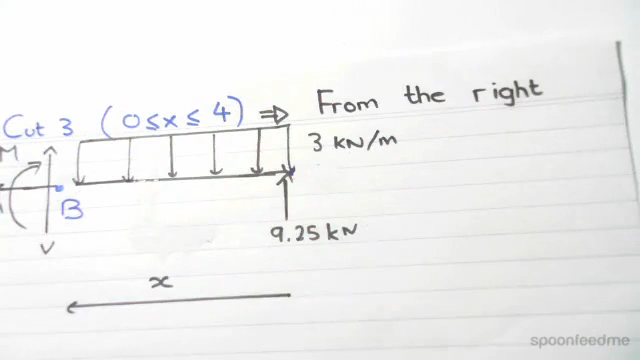 Cut 3 (0≤x≤4) ⇒ From the right
3 kN/m
M
B
V
9.25 kN
x
spoonfeedme